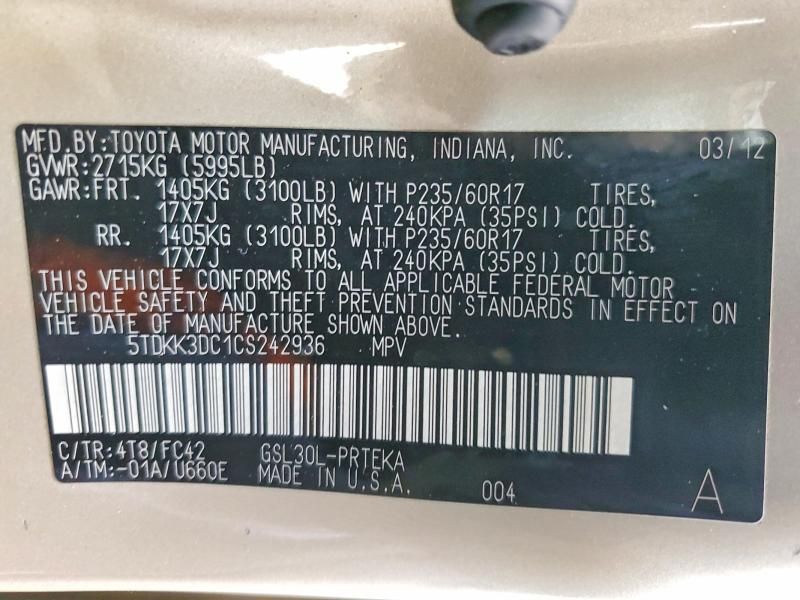 MFD.BY:TOYOTA MOTOR MANUFACTURING, INDIANA, INC. 03/12
GVWR:2715KG (5995LB)
GAWR:FRT. 1405KG (3100LB) WITH P235/60R17 TIRES,
17X7J RIMS, AT 240KPA (35PSI) COLD.
RR. 1405KG (3100LB) WITH P235/60R17 TIRES,
17X7J RIMS, AT 240KPA (35PSI) COLD.
THIS VEHICLE CONFORMS TO ALL APPLICABLE FEDERAL MOTOR
VEHICLE SAFETY AND THEFT PREVENTION STANDARDS IN EFFECT ON
THE DATE OF MANUFACTURE SHOWN ABOVE.
5TDKK3DC1CS242936 MPV
C/TR:4T8/FC42 GSL30L-PRTEKA
A/TM:-01A/U660E MADE IN U.S.A. 004 A